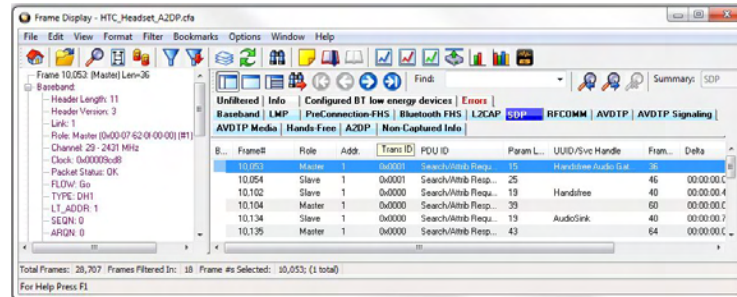 Frame Display - HTC_Headset_A2DP.cfa
File Edit View Format Filter Bookmarks Options Window Help
Find:
Summary: SDP
Frame 10,053: (Master) Len=36
Baseband:
Header Length: 11
Header Version: 3
Link: 1
Role: Master (0x00-07-62-0f-00-00) (#1)
Channel: 29 - 2431 MHz
Clock: 0x00009cd8
Packet Status: OK
FLOW: Go
TYPE: DH1
LT_ADDR: 1
SEQN: 0
ARQN: 0
Unfiltered Info Configured BT low energy devices Errors
Baseband LMP PreConnection-FHS Bluetooth FHS L2CAP SDP RFCOMM AVDTP AVDTP Signaling
AVDTP Media Hands-Free A2DP Non-Captured Info
B... Frame# Role Addr. Trans ID PDU ID Param L... UUID/Svc Handle Fram... Delta
10,053 Master 1 0x0001 Search/Attrib Requ... 15 Handsfree Audio Gat... 36
10,054 Slave 1 0x0001 Search/Attrib Resp... 25 46 00:00:00.0
10,102 Slave 1 0x0000 Search/Attrib Requ... 19 Handsfree 40 00:00:00.4
10,104 Master 1 0x0000 Search/Attrib Resp... 39 60 00:00:00.0
10,134 Slave 1 0x0000 Search/Attrib Requ... 19 AudioSink 40 00:00:00.7
10,135 Master 1 0x0000 Search/Attrib Resp... 43 64 00:00:00.0
Total Frames: 28,707 Frames Filtered In: 18 Frame #s Selected: 10,053; (1 total)
For Help Press F1